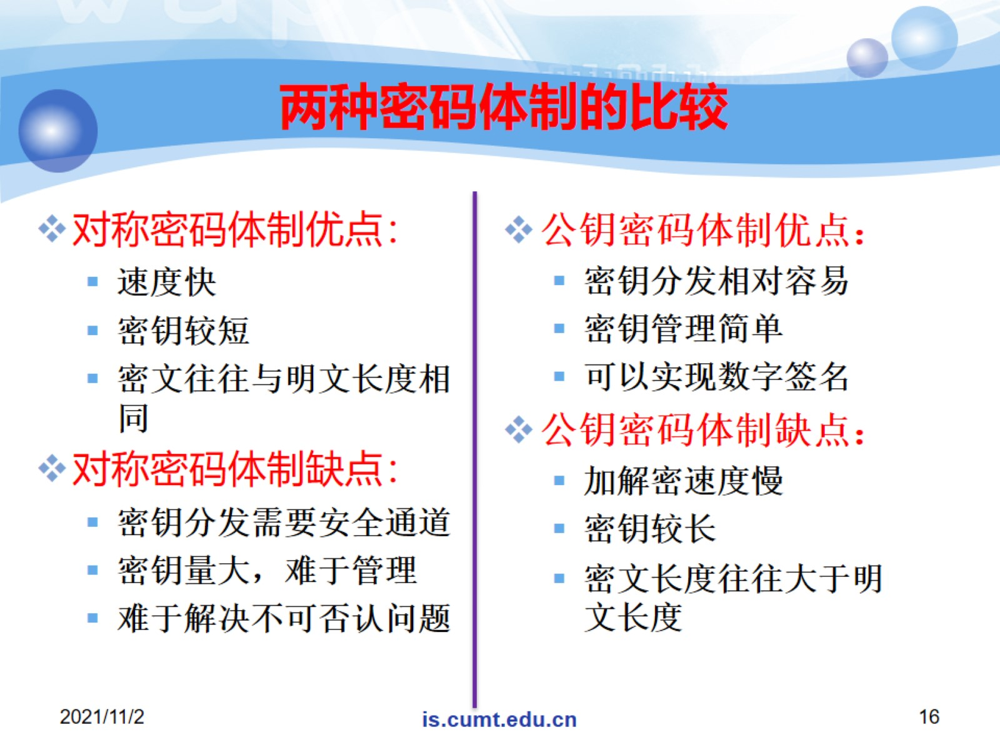 两种密码体制的比较
对称密码体制优点：
速度快
密钥较短
密文往往与明文长度相
同
对称密码体制缺点：
密钥分发需要安全通道
密钥量大，难于管理
难于解决不可否认问题
公钥密码体制优点：
密钥分发相对容易
密钥管理简单
可以实现数字签名
公钥密码体制缺点：
加解密速度慢
密钥较长
密文长度往往大于明
文长度
2021/11/2
is.cumt.edu.cn
16